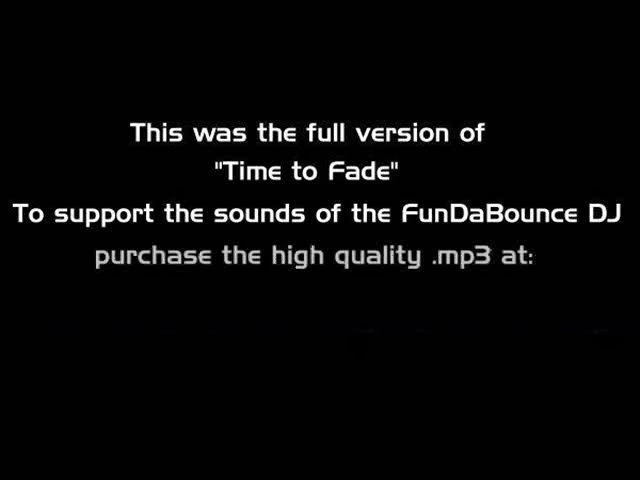 This was the full version of
"Time to Fade"
To support the sounds of the FunDaBounce DJ
purchase the high quality .mp3 at: